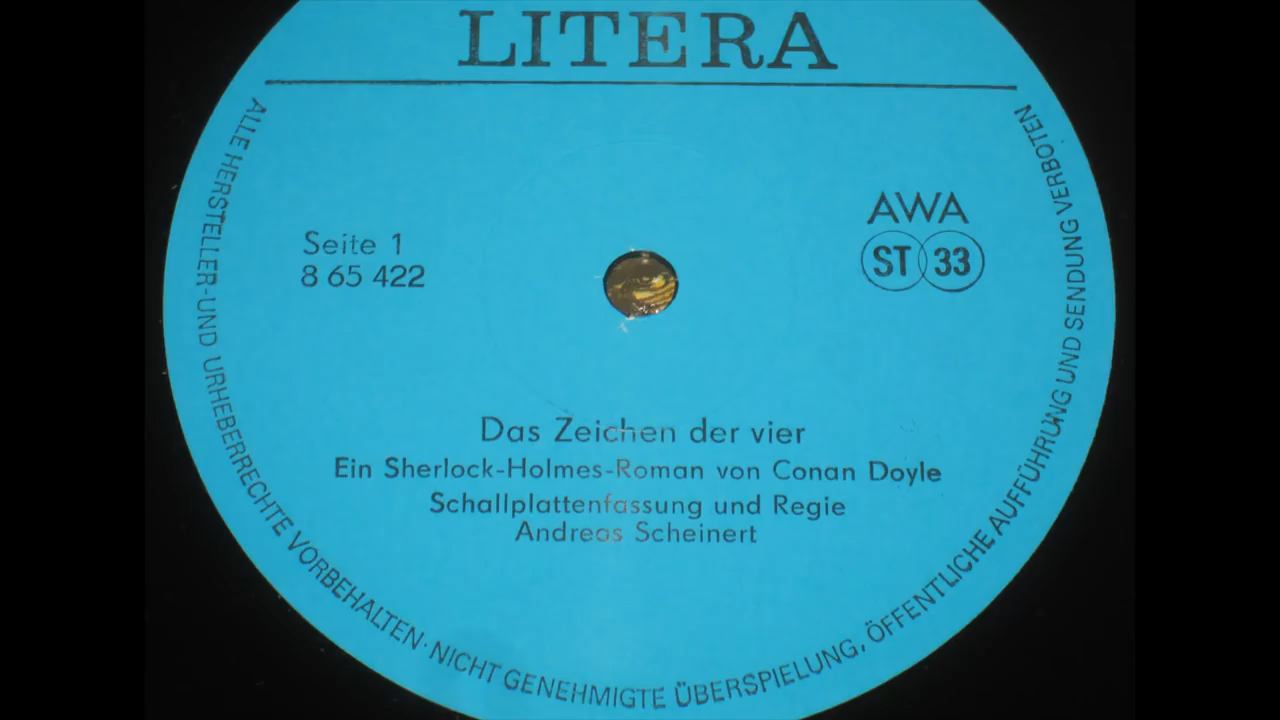 LITERA
Seite 1
8 65 422
AWA
ST 33
Das Zeichen der vier
Ein Sherlock-Holmes-Roman von Conan Doyle
Schallplattenfassung und Regie
Andreas Scheinert
ALLE HERSTELLER-UND URHEBERRECHTE VORBEHALTEN · NICHT GENEHMIGTE ÜBERSPIELUNG, ÖFFENTLICHE AUFFÜHRUNG UND SENDUNG VERBOTEN